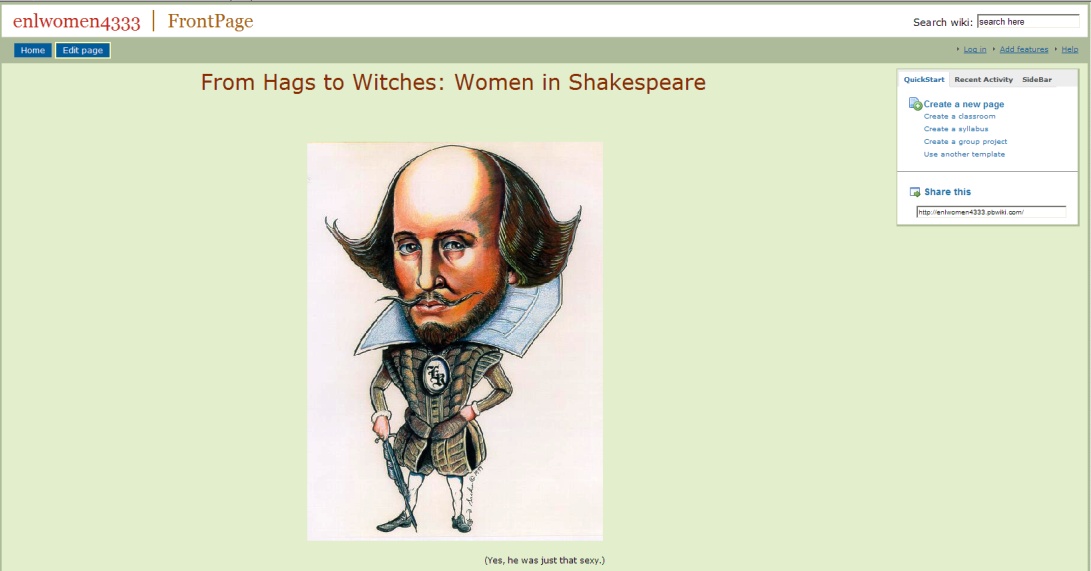 enlwomen4333 | FrontPage
Search wiki: search here
Home Edit page
Log in Add features Help
From Hags to Witches: Women in Shakespeare
QuickStart Recent Activity SideBar
Create a new page
Create a classroom
Create a syllabus
Create a group project
Use another template
Share this
http://enlwomen4333.pbwiki.com/
(Yes, he was just that sexy.)